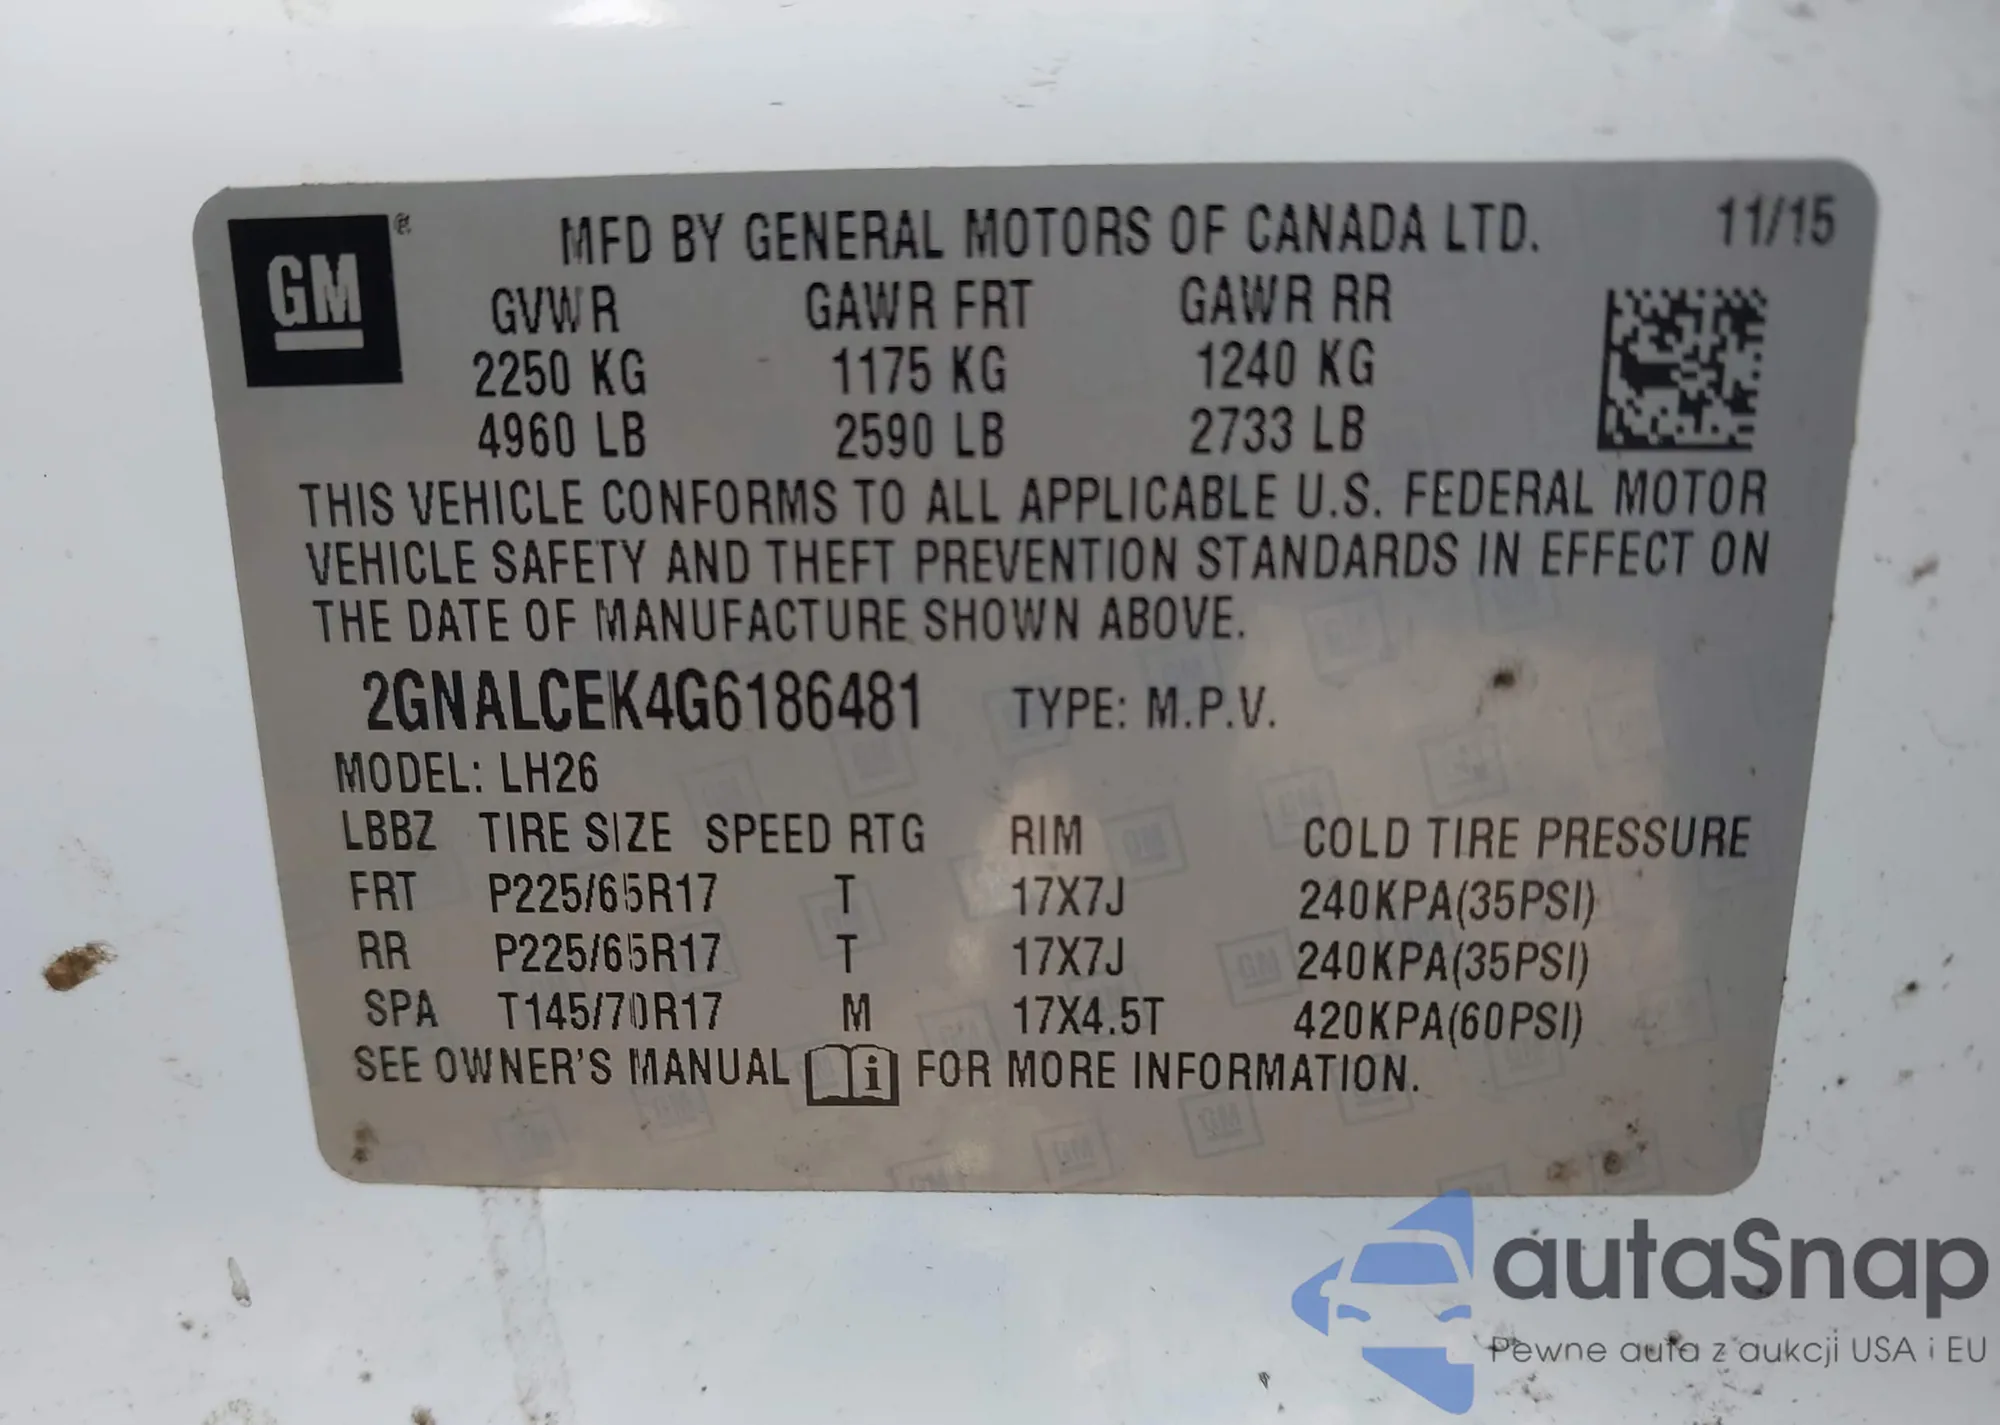 GM ®
MFD BY GENERAL MOTORS OF CANADA LTD. 11/15
GVWR GAWR FRT GAWR RR
2250 KG 1175 KG 1240 KG
4960 LB 2590 LB 2733 LB
THIS VEHICLE CONFORMS TO ALL APPLICABLE U.S. FEDERAL MOTOR
VEHICLE SAFETY AND THEFT PREVENTION STANDARDS IN EFFECT ON
THE DATE OF MANUFACTURE SHOWN ABOVE.
2GNALCEK4G6186481 TYPE: M.P.V.
MODEL: LH26
LBBZ TIRE SIZE SPEED RTG RIM COLD TIRE PRESSURE
FRT P225/65R17 T 17X7J 240KPA(35PSI)
RR P225/65R17 T 17X7J 240KPA(35PSI)
SPA T145/70R17 M 17X4.5T 420KPA(60PSI)
SEE OWNER'S MANUAL i FOR MORE INFORMATION.
autaSnap
Pewne auta z aukcji USA i EU